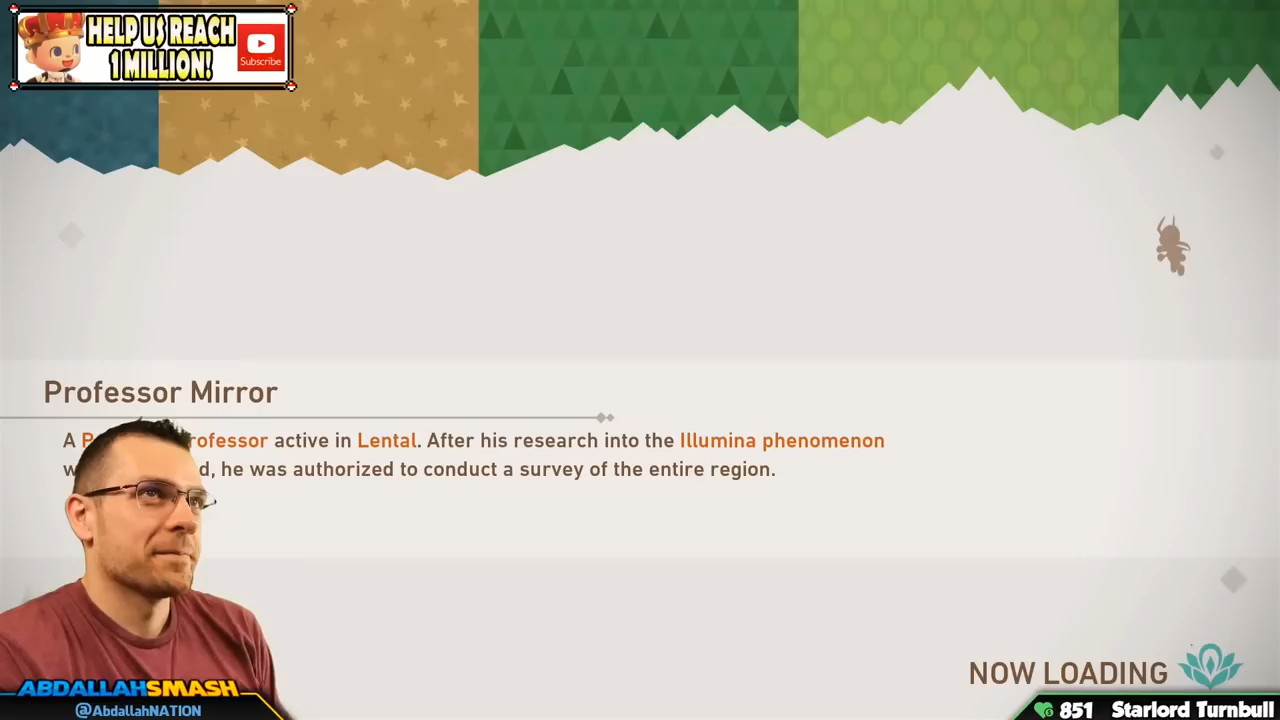 HELP US REACH
1 MILLION!
Subscribe
Professor Mirror
A P rofessor active in Lental. After his research into the Illumina phenomenon
w d, he was authorized to conduct a survey of the entire region.
NOW LOADING
ABDALLAHSMASH
@AbdallahNATION
851 Starlord Turnbull